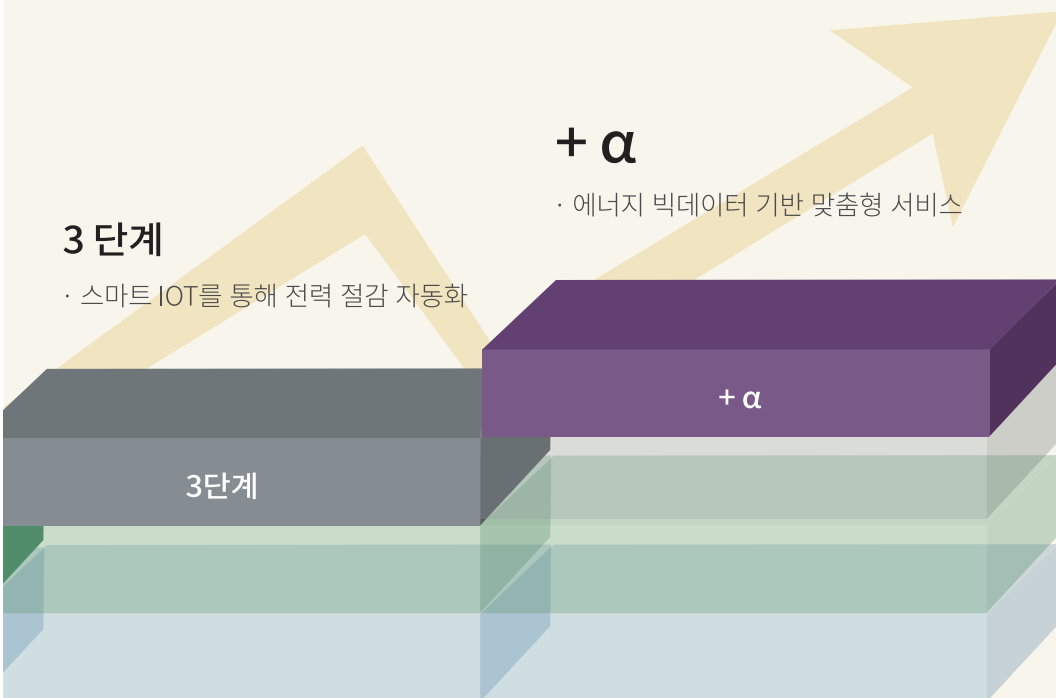 + α
· 에너지 빅데이터 기반 맞춤형 서비스
3 단계
· 스마트 IOT를 통해 전력 절감 자동화
+ α
3단계